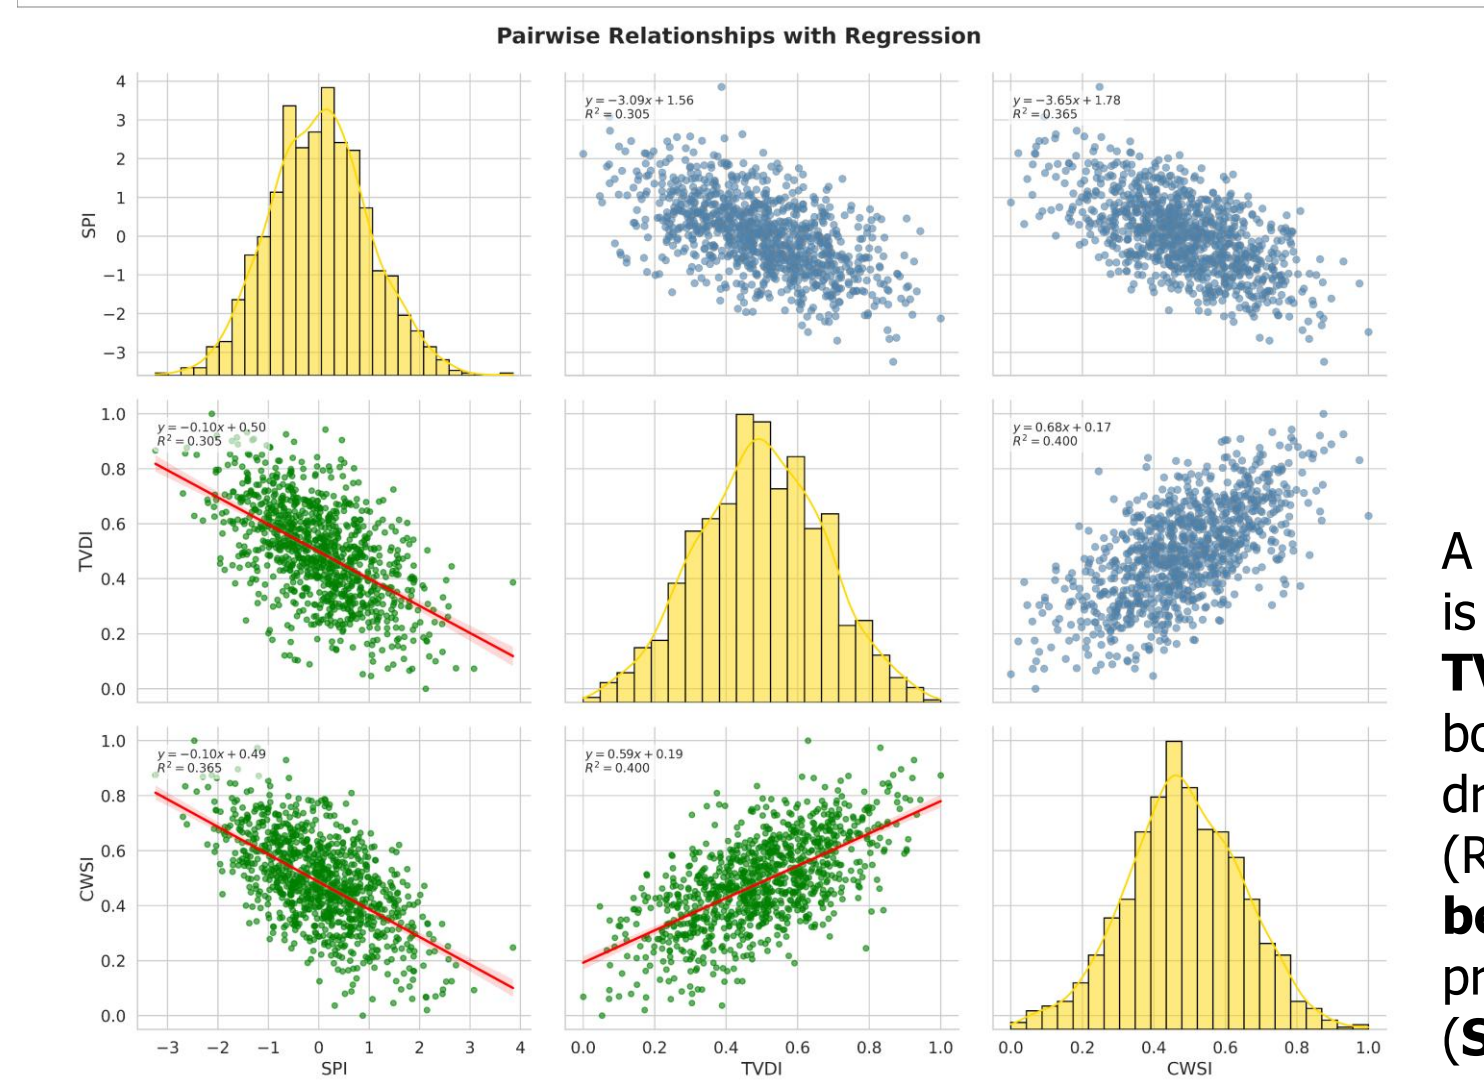 Pairwise Relationships with Regression
4
3
2
1
0
−1
−2
−3
SPI
y = −3.09x + 1.56
R² = 0.305
y = −3.65x + 1.78
R² = 0.365
1.0
0.8
0.6
0.4
0.2
0.0
TVDI
y = −0.10x + 0.50
R² = 0.305
y = 0.68x + 0.17
R² = 0.400
1.0
0.8
0.6
0.4
0.2
0.0
CWSI
y = −0.10x + 0.49
R² = 0.365
y = 0.59x + 0.19
R² = 0.400
−3 −2 −1 0 1 2 3 4
SPI
0.0 0.2 0.4 0.6 0.8 1.0
TVDI
0.0 0.2 0.4 0.6 0.8 1.0
CWSI
A
is